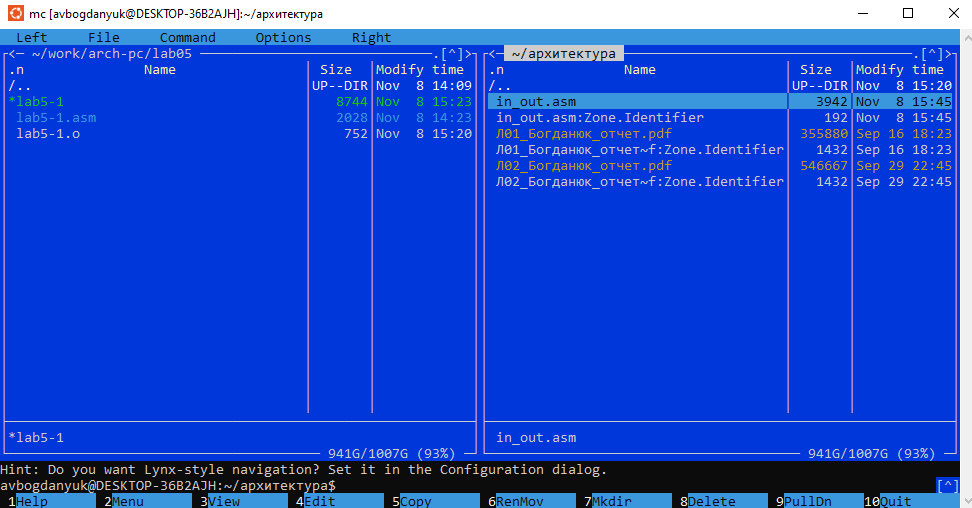 mc [avbogdanyuk@DESKTOP-36B2AJH]:~/архитектура
Left File Command Options Right
<─ ~/work/arch-pc/lab05 .[^]> <─ ~/архитектура .[^]>
.n Name Size Modify time .n Name Size Modify time
/.. UP--DIR Nov 8 14:09 /.. UP--DIR Nov 8 15:20
*lab5-1 8744 Nov 8 15:23 in_out.asm 3942 Nov 8 15:45
lab5-1.asm 2028 Nov 8 14:23 in_out.asm:Zone.Identifier 192 Nov 8 15:45
lab5-1.o 752 Nov 8 15:20 Л01_Богданюк_отчет.pdf 355880 Sep 16 18:23
Л01_Богданюк_отчет~f:Zone.Identifier 1432 Sep 16 18:23
Л02_Богданюк_отчет.pdf 546667 Sep 29 22:45
Л02_Богданюк_отчет~f:Zone.Identifier 1432 Sep 29 22:45
*lab5-1 in_out.asm
941G/1007G (93%) 941G/1007G (93%)
Hint: Do you want Lynx-style navigation? Set it in the Configuration dialog.
avbogdanyuk@DESKTOP-36B2AJH:~/архитектура$ [^]
1Help 2Menu 3View 4Edit 5Copy 6RenMov 7Mkdir 8Delete 9PullDn 10Quit